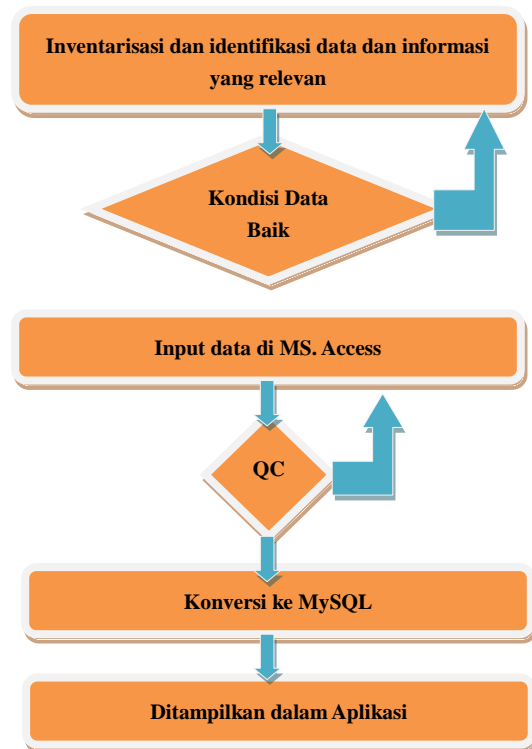 Inventarisasi dan identifikasi data dan informasi
yang relevan
Kondisi Data
Baik
Input data di MS. Access
QC
Konversi ke MySQL
Ditampilkan dalam Aplikasi